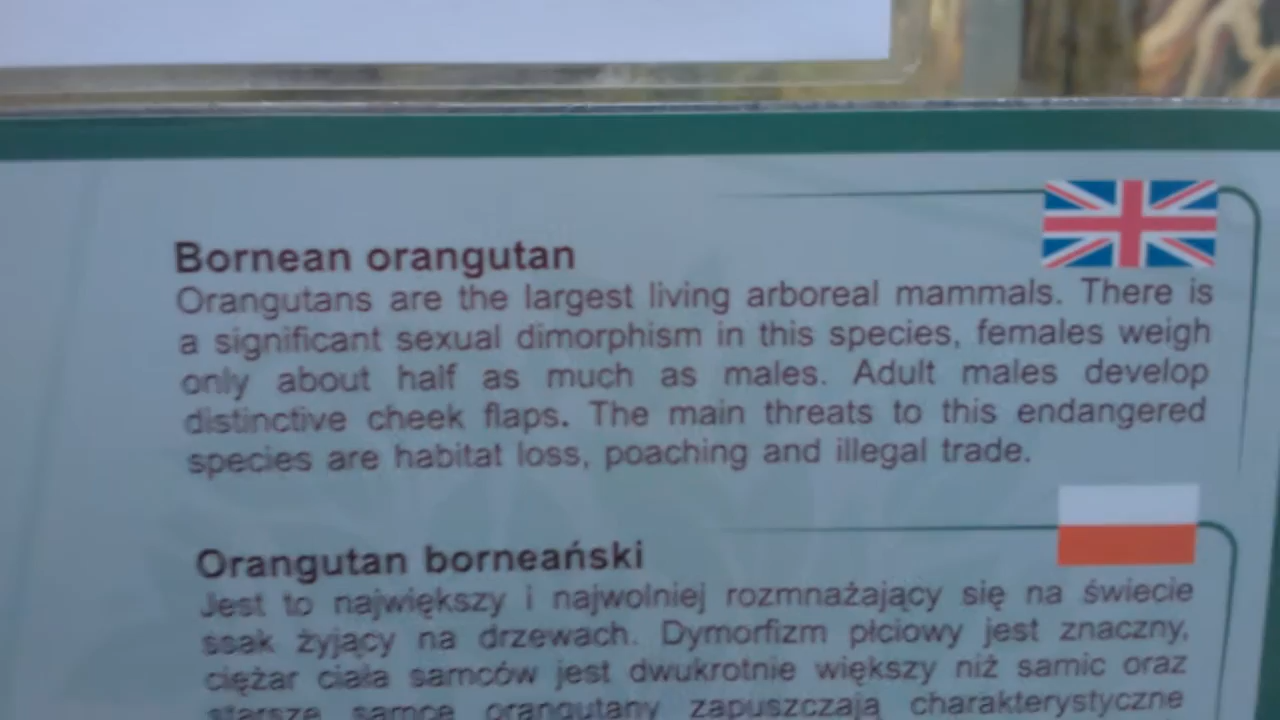 Bornean orangutan
Orangutans are the largest living arboreal mammals. There is
a significant sexual dimorphism in this species, females weigh
only about half as much as males. Adult males develop
distinctive cheek flaps. The main threats to this endangered
species are habitat loss, poaching and illegal trade.
Orangutan borneański
Jest to największy i najwolniej rozmnażający się na świecie
ssak żyjący na drzewach. Dymorfizm płciowy jest znaczny,
ciężar ciała samców jest dwukrotnie większy niż samic oraz
starsze samce orangutany zapuszczają charakterystyczne